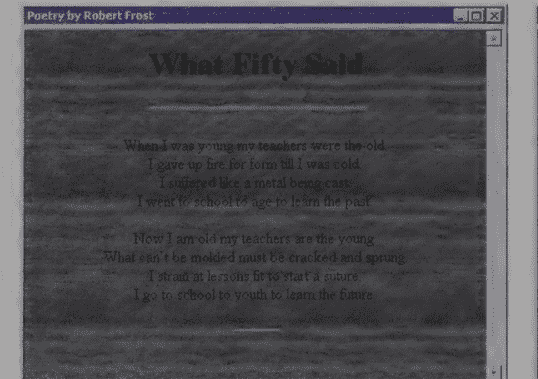 Poetry by Robert Frost
What Fifty Said
When I was young my teachers were the old.
I gave up fire for form till I was cold.
I suffered like a metal being cast.
I went to school to age to learn the past.
Now I am old my teachers are the young.
What can't be molded must be cracked and sprung.
I strain at lessons fit to start a suture.
I go to school to youth to learn the future.